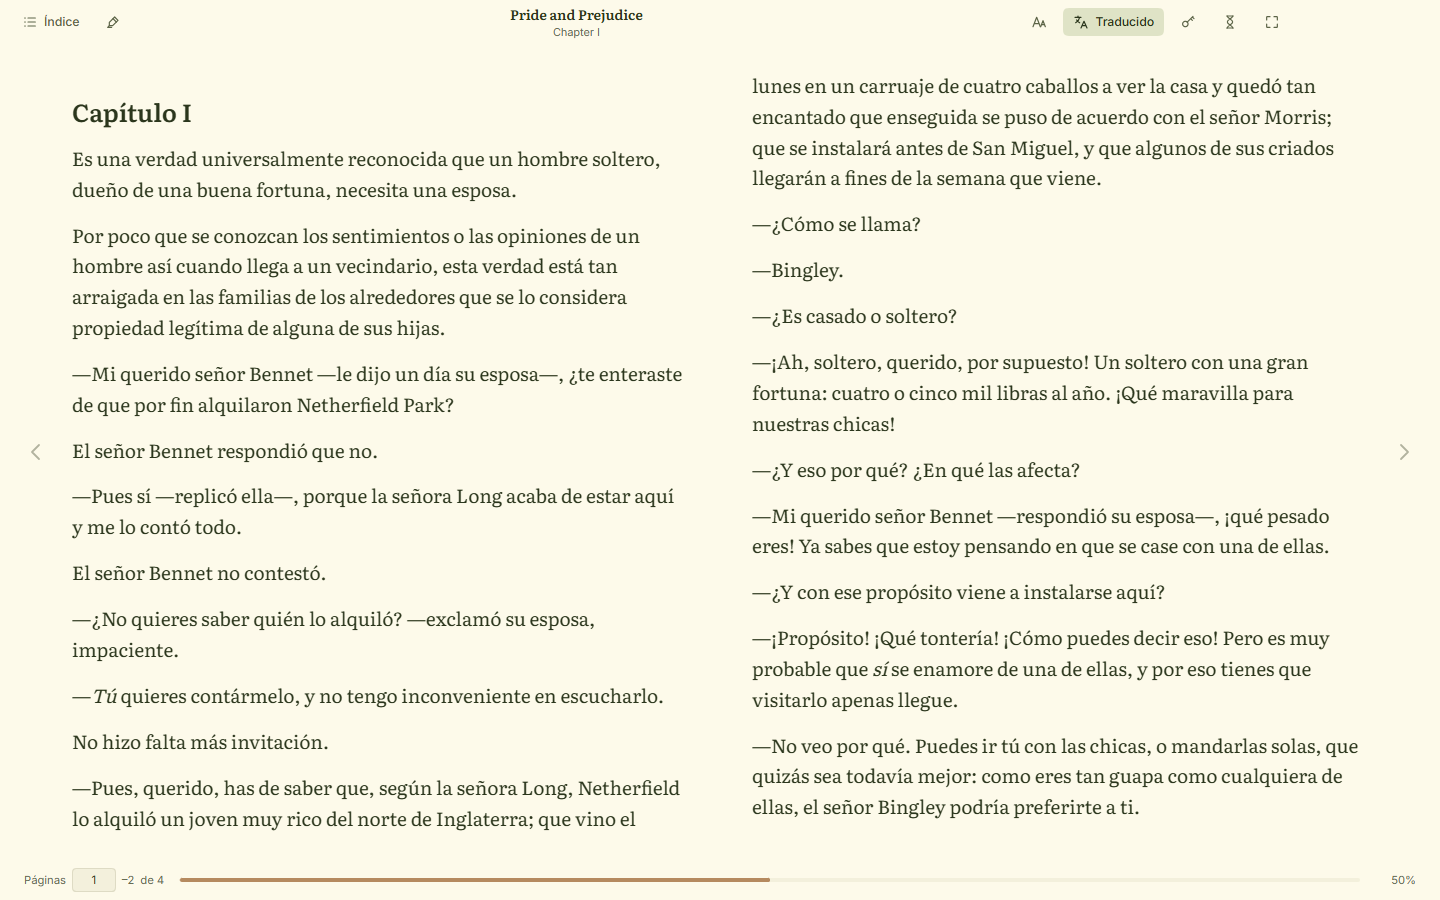 Índice
Pride and Prejudice
Chapter I
Traducido
Capítulo I
Es una verdad universalmente reconocida que un hombre soltero,
dueño de una buena fortuna, necesita una esposa.
Por poco que se conozcan los sentimientos o las opiniones de un
hombre así cuando llega a un vecindario, esta verdad está tan
arraigada en las familias de los alrededores que se lo considera
propiedad legítima de alguna de sus hijas.
—Mi querido señor Bennet —le dijo un día su esposa—, ¿te enteraste
de que por fin alquilaron Netherfield Park?
El señor Bennet respondió que no.
—Pues sí —replicó ella—, porque la señora Long acaba de estar aquí
y me lo contó todo.
El señor Bennet no contestó.
—¿No quieres saber quién lo alquiló? —exclamó su esposa,
impaciente.
—Tú quieres contármelo, y no tengo inconveniente en escucharlo.
No hizo falta más invitación.
—Pues, querido, has de saber que, según la señora Long, Netherfield
lo alquiló un joven muy rico del norte de Inglaterra; que vino el
lunes en un carruaje de cuatro caballos a ver la casa y quedó tan
encantado que enseguida se puso de acuerdo con el señor Morris;
que se instalará antes de San Miguel, y que algunos de sus criados
llegarán a fines de la semana que viene.
—¿Cómo se llama?
—Bingley.
—¿Es casado o soltero?
—¡Ah, soltero, querido, por supuesto! Un soltero con una gran
fortuna: cuatro o cinco mil libras al año. ¡Qué maravilla para
nuestras chicas!
—¿Y eso por qué? ¿En qué las afecta?
—Mi querido señor Bennet —respondió su esposa—, ¡qué pesado
eres! Ya sabes que estoy pensando en que se case con una de ellas.
—¿Y con ese propósito viene a instalarse aquí?
—¡Propósito! ¡Qué tontería! ¡Cómo puedes decir eso! Pero es muy
probable que sí se enamore de una de ellas, y por eso tienes que
visitarlo apenas llegue.
—No veo por qué. Puedes ir tú con las chicas, o mandarlas solas, que
quizás sea todavía mejor: como eres tan guapa como cualquiera de
ellas, el señor Bingley podría preferirte a ti.
Páginas 1 –2 de 4
50%